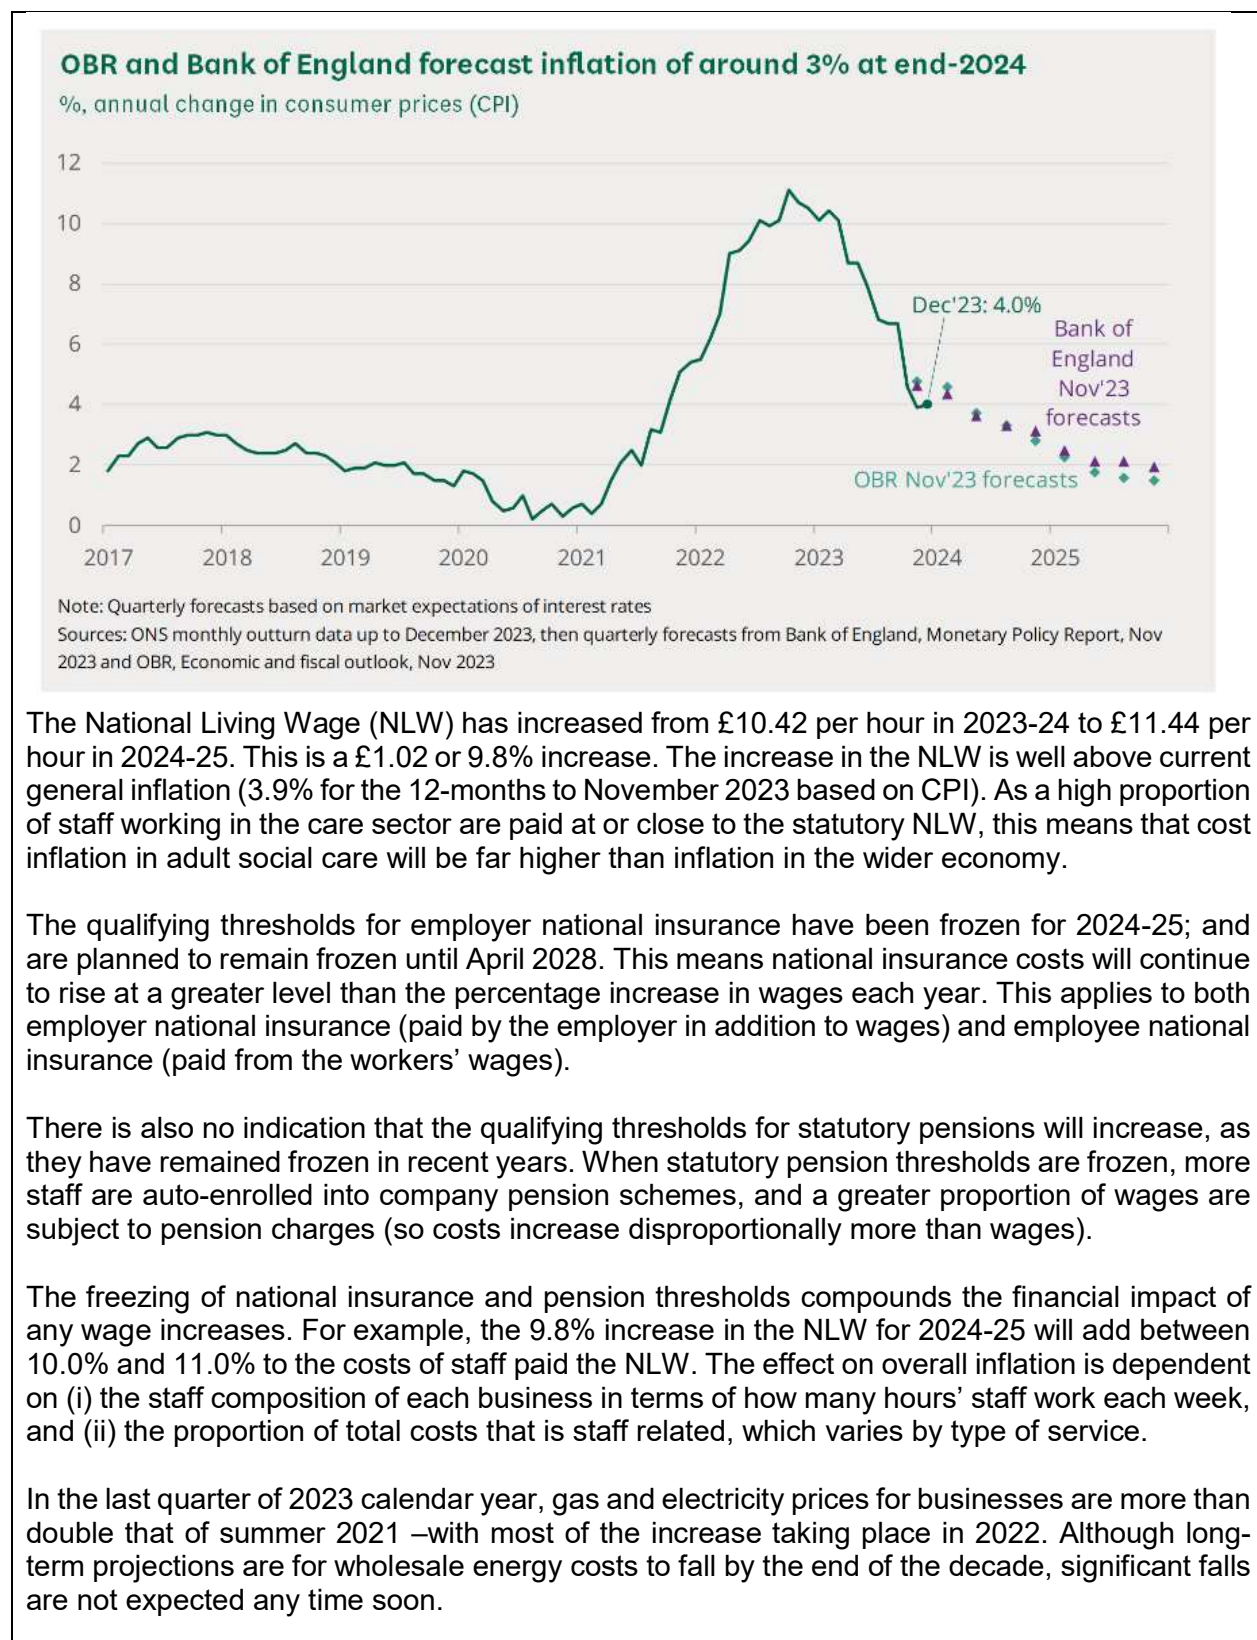 OBR and Bank of England forecast inflation of around 3% at end-2024
%, annual change in consumer prices (CPI)
12
10
8
6
4
2
0
Dec'23: 4.0%
Bank of
England
Nov'23
forecasts
OBR Nov'23 forecasts
2017 2018 2019 2020 2021 2022 2023 2024 2025
Note: Quarterly forecasts based on market expectations of interest rates
Sources: ONS monthly outturn data up to December 2023, then quarterly forecasts from Bank of England, Monetary Policy Report, Nov
2023 and OBR, Economic and fiscal outlook, Nov 2023
The National Living Wage (NLW) has increased from £10.42 per hour in 2023-24 to £11.44 per
hour in 2024-25. This is a £1.02 or 9.8% increase. The increase in the NLW is well above current
general inflation (3.9% for the 12-months to November 2023 based on CPI). As a high proportion
of staff working in the care sector are paid at or close to the statutory NLW, this means that cost
inflation in adult social care will be far higher than inflation in the wider economy.
The qualifying thresholds for employer national insurance have been frozen for 2024-25; and
are planned to remain frozen until April 2028. This means national insurance costs will continue
to rise at a greater level than the percentage increase in wages each year. This applies to both
employer national insurance (paid by the employer in addition to wages) and employee national
insurance (paid from the workers' wages).
There is also no indication that the qualifying thresholds for statutory pensions will increase, as
they have remained frozen in recent years. When statutory pension thresholds are frozen, more
staff are auto-enrolled into company pension schemes, and a greater proportion of wages are
subject to pension charges (so costs increase disproportionally more than wages).
The freezing of national insurance and pension thresholds compounds the financial impact of
any wage increases. For example, the 9.8% increase in the NLW for 2024-25 will add between
10.0% and 11.0% to the costs of staff paid the NLW. The effect on overall inflation is dependent
on (i) the staff composition of each business in terms of how many hours' staff work each week,
and (ii) the proportion of total costs that is staff related, which varies by type of service.
In the last quarter of 2023 calendar year, gas and electricity prices for businesses are more than
double that of summer 2021 –with most of the increase taking place in 2022. Although long-
term projections are for wholesale energy costs to fall by the end of the decade, significant falls
are not expected any time soon.